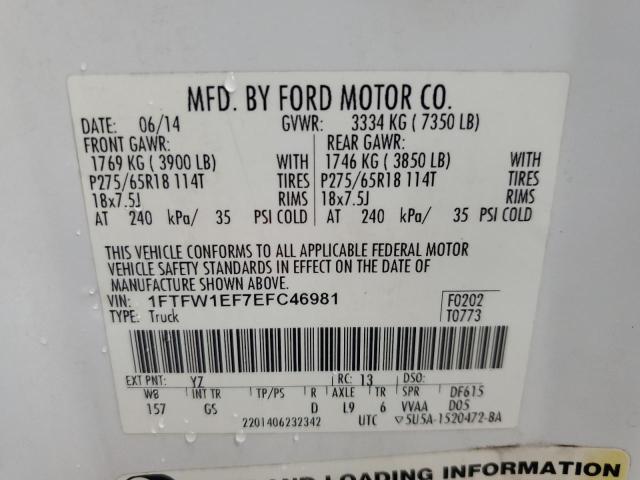 MFD. BY FORD MOTOR CO.
DATE: 06/14 GVWR: 3334 KG ( 7350 LB)
FRONT GAWR: REAR GAWR:
1769 KG ( 3900 LB) WITH 1746 KG ( 3850 LB) WITH
P275/65R18 114T TIRES P275/65R18 114T TIRES
18x7.5J RIMS 18x7.5J RIMS
AT 240 kPa/ 35 PSI COLD AT 240 kPa/ 35 PSI COLD
THIS VEHICLE CONFORMS TO ALL APPLICABLE FEDERAL MOTOR
VEHICLE SAFETY STANDARDS IN EFFECT ON THE DATE OF
MANUFACTURE SHOWN ABOVE.
VIN: 1FTFW1EF7EFC46981 F0202
TYPE: Truck T0773
EXT PNT: YZ RC: 13 DSO:
WB INT TR TP/PS R AXLE TR SPR DF615
157 GS D L9 6 VVAA D05
2201406232342 UTC 5U5A-1520472-BA
AND LOADING INFORMATION